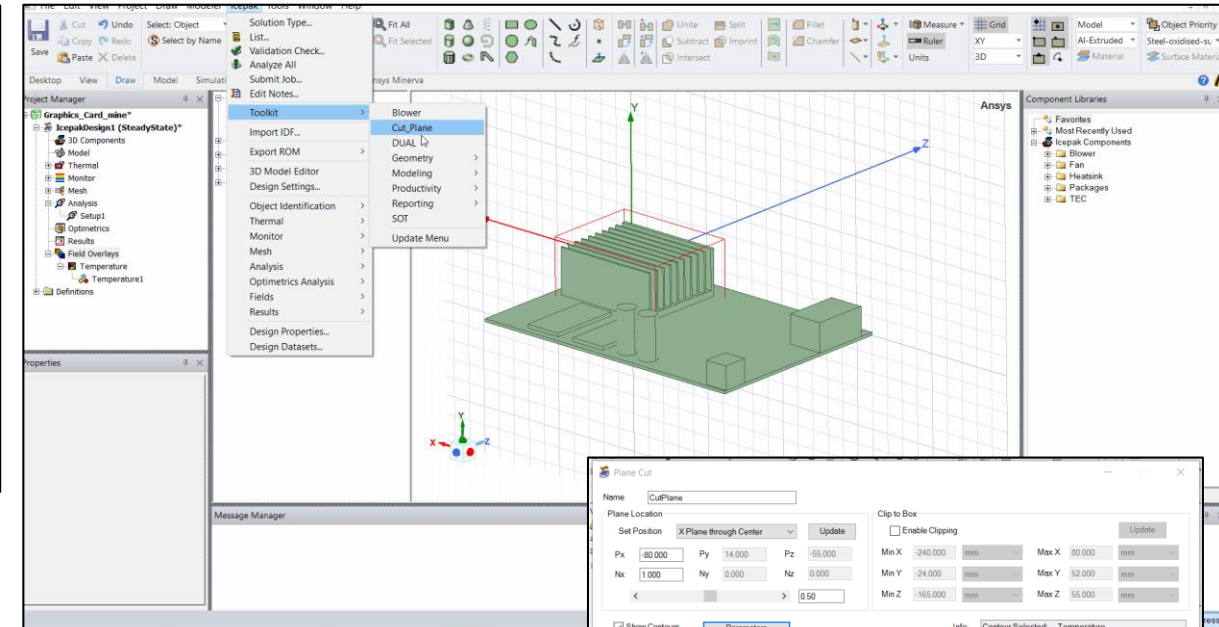 File Edit View Project Draw Modeler Icepak Tools Window Help
Save
Cut Undo Select: Object
Copy Redo Select by Name
Paste Delete
Fit All
Fit Selected
Unite Split Fillet
Subtract Imprint Chamfer
Intersect
Measure Grid
Ruler XY
Units 3D
Model Object Priority
Al-Extruded Steel-oxidised-su
Surface Materia
Desktop View Draw Model Simulati
nsys Minerva
Project Manager
Graphics_Card_mine*
IcepakDesign1 (SteadyState)*
3D Components
Model
Thermal
Monitor
Mesh
Analysis
Setup1
Optimetrics
Results
Field Overlays
Temperature
Temperature1
Definitions
Properties
Solution Type...
List...
Validation Check...
Analyze All
Submit Job...
Edit Notes...
Toolkit
Import IDF...
Export ROM
3D Model Editor
Design Settings...
Object Identification
Thermal
Monitor
Mesh
Analysis
Optimetrics Analysis
Fields
Results
Design Properties...
Design Datasets...
Blower
Cut_Plane
DUAL
Geometry
Modeling
Productivity
Reporting
SOT
Update Menu
Ansys
Y
Z
Y
X Z
Component Libraries
Favorites
Most Recently Used
Icepak Components
Blower
Fan
Heatsink
Packages
TEC
Message Manager
Plane Cut
Name CutPlane
Plane Location
Set Position X Plane through Center Update
Px -80.000 Py 14.000 Pz -55.000
Nx 1.000 Ny 0.000 Nz 0.000
0.50
Clip to Box
Enable Clipping Update
Min X -240.000 mm Max X 80.000 mm
Min Y -24.000 mm Max Y 52.000 mm
Min Z -165.000 mm Max Z 55.000 mm
Show Contours Parameters Info Contour Selected: Temperature